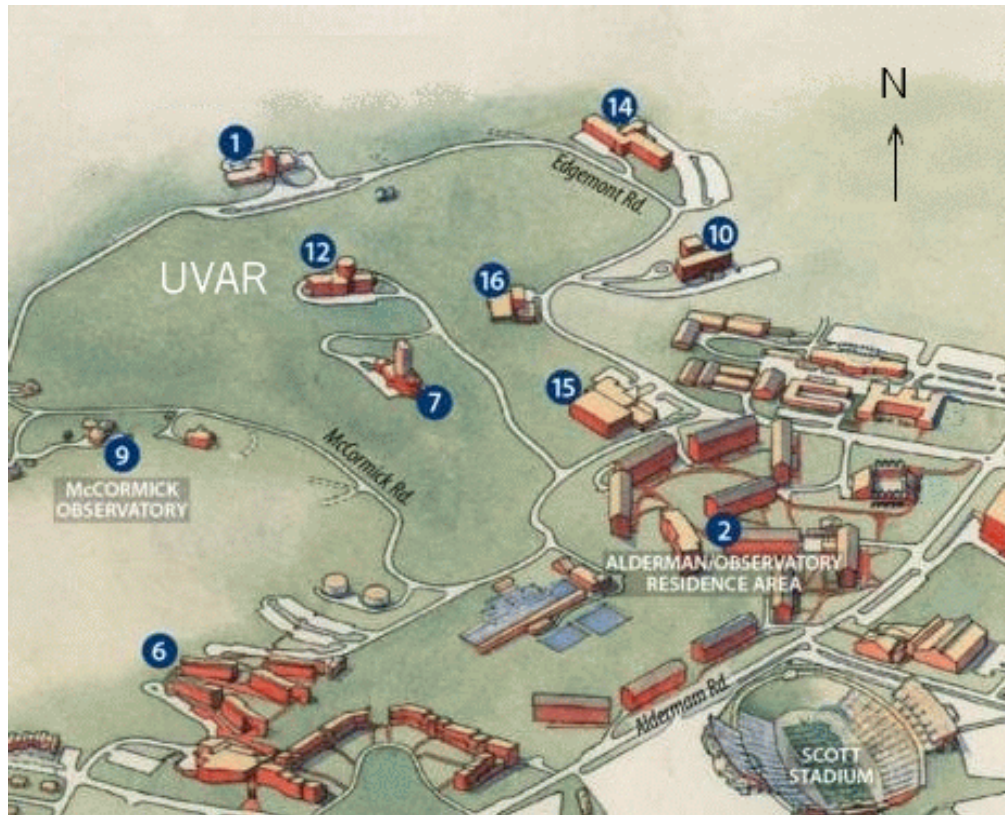 N
14
1
Edgemont Rd.
10
12
UVAR
16
15
7
McCormick Rd.
9
McCORMICK
OBSERVATORY
2
ALDERMAN/OBSERVATORY
RESIDENCE AREA
6
Aldermam Rd.
SCOTT
STADIUM